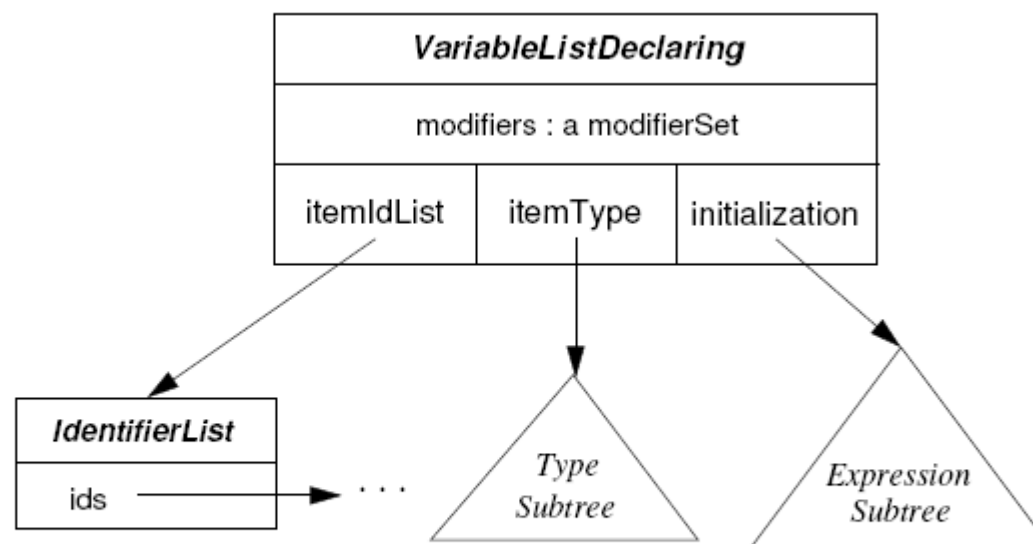 VariableListDeclaring
modifiers : a modifierSet
itemIdList
itemType
initialization
IdentifierList
ids
. . .
Type
Subtree
Expression
Subtree